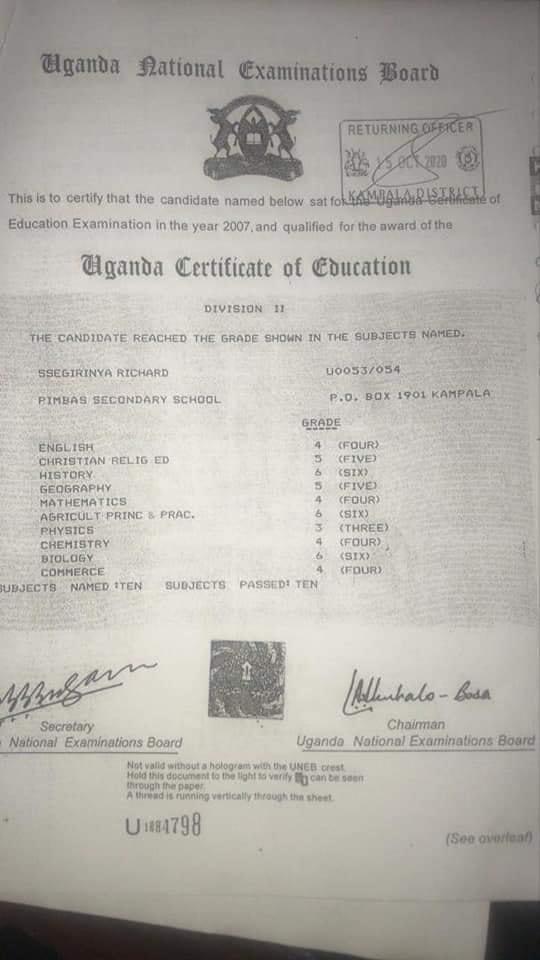 Uganda National Examinations Board
RETURNING OFFICER
15 OCT 2020
KAMPALA DISTRICT
This is to certify that the candidate named below sat for the Uganda Certificate of
Education Examination in the year 2007, and qualified for the award of the
Uganda Certificate of Education
DIVISION II
THE CANDIDATE REACHED THE GRADE SHOWN IN THE SUBJECTS NAMED.
SSEGIRINYA RICHARD U0053/054
PIMBAS SECONDARY SCHOOL P.O. BOX 1901 KAMPALA
GRADE
ENGLISH 4 (FOUR)
CHRISTIAN RELIG ED 5 (FIVE)
HISTORY 6 (SIX)
GEOGRAPHY 5 (FIVE)
MATHEMATICS 4 (FOUR)
AGRICULT PRINC & PRAC. 6 (SIX)
PHYSICS 3 (THREE)
CHEMISTRY 4 (FOUR)
BIOLOGY 6 (SIX)
COMMERCE 4 (FOUR)
SUBJECTS NAMED :TEN SUBJECTS PASSED: TEN
Secretary
National Examinations Board
Chairman
Uganda National Examinations Board
Not valid without a hologram with the UNEB crest.
Hold this document to the light to verify can be seen
through the paper.
A thread is running vertically through the sheet.
U1884798
(See overleaf)